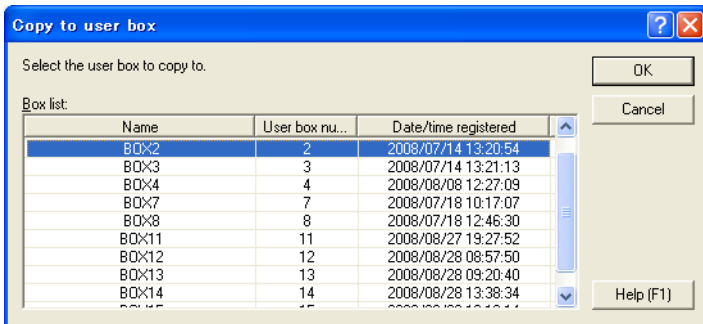 Copy to user box
Select the user box to copy to.
OK
Box list:
Cancel
Name User box nu... Date/time registered
BOX2 2 2008/07/14 13:20:54
BOX3 3 2008/07/14 13:21:13
BOX4 4 2008/08/08 12:27:09
BOX7 7 2008/07/18 10:17:07
BOX8 8 2008/07/18 12:46:30
BOX11 11 2008/08/27 19:27:52
BOX12 12 2008/08/28 08:57:50
BOX13 13 2008/08/28 09:20:40
BOX14 14 2008/08/28 13:38:34
Help (F1)